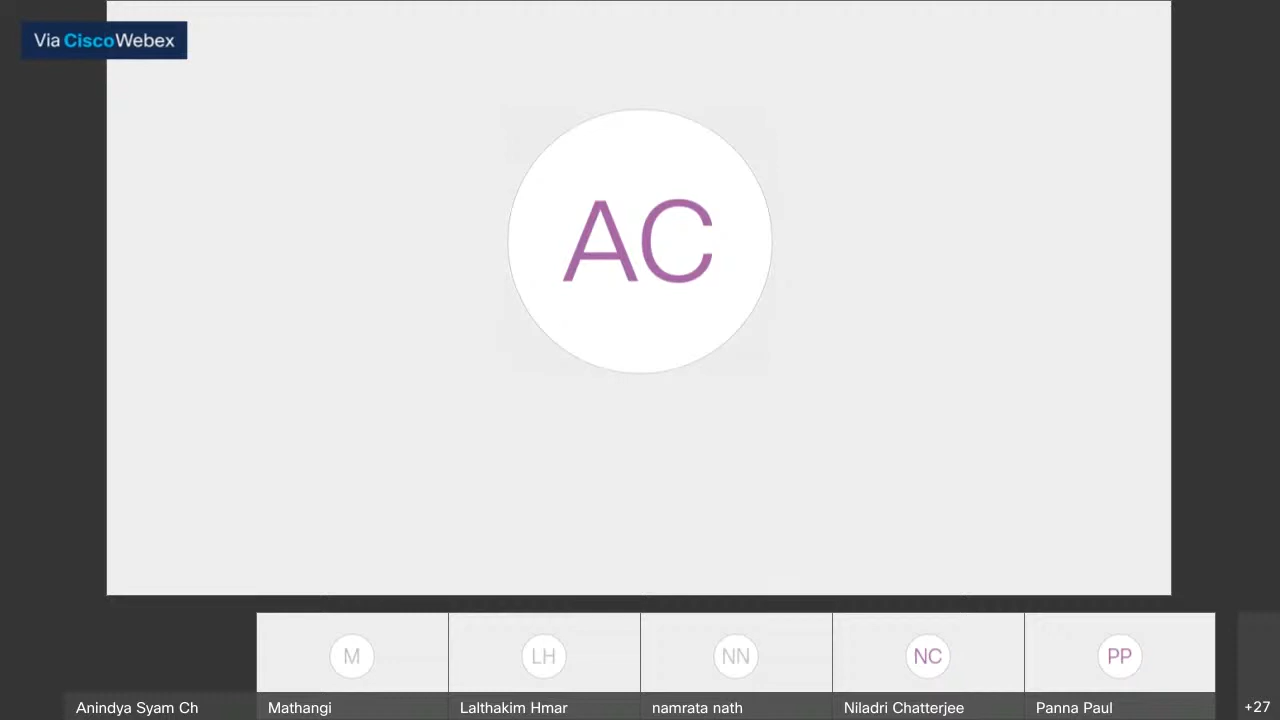 Via CiscoWebex
AC
M
LH
NN
NC
PP
Anindya Syam Ch
Mathangi
Lalthakim Hmar
namrata nath
Niladri Chatterjee
Panna Paul
+27